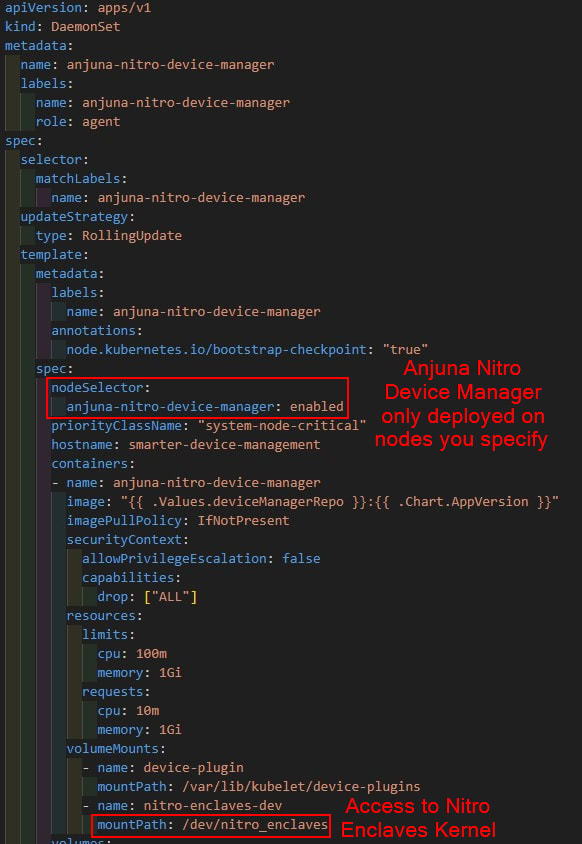 apiVersion: apps/v1
kind: DaemonSet
metadata:
  name: anjuna-nitro-device-manager
  labels:
    name: anjuna-nitro-device-manager
    role: agent
spec:
  selector:
    matchLabels:
      name: anjuna-nitro-device-manager
  updateStrategy:
    type: RollingUpdate
  template:
    metadata:
      labels:
        name: anjuna-nitro-device-manager
      annotations:
        node.kubernetes.io/bootstrap-checkpoint: "true"
    spec:
      nodeSelector:
        anjuna-nitro-device-manager: enabled
      priorityClassName: "system-node-critical"
      hostname: smarter-device-management
      containers:
      - name: anjuna-nitro-device-manager
        image: "{{ .Values.deviceManagerRepo }}:{{ .Chart.AppVersion }}"
        imagePullPolicy: IfNotPresent
        securityContext:
          allowPrivilegeEscalation: false
          capabilities:
            drop: ["ALL"]
        resources:
          limits:
            cpu: 100m
            memory: 1Gi
          requests:
            cpu: 10m
            memory: 1Gi
        volumeMounts:
          - name: device-plugin
            mountPath: /var/lib/kubelet/device-plugins
          - name: nitro-enclaves-dev
            mountPath: /dev/nitro_enclaves
      volumes:
Anjuna Nitro
Device Manager
only deployed on
nodes you specify
Access to Nitro
Enclaves Kernel